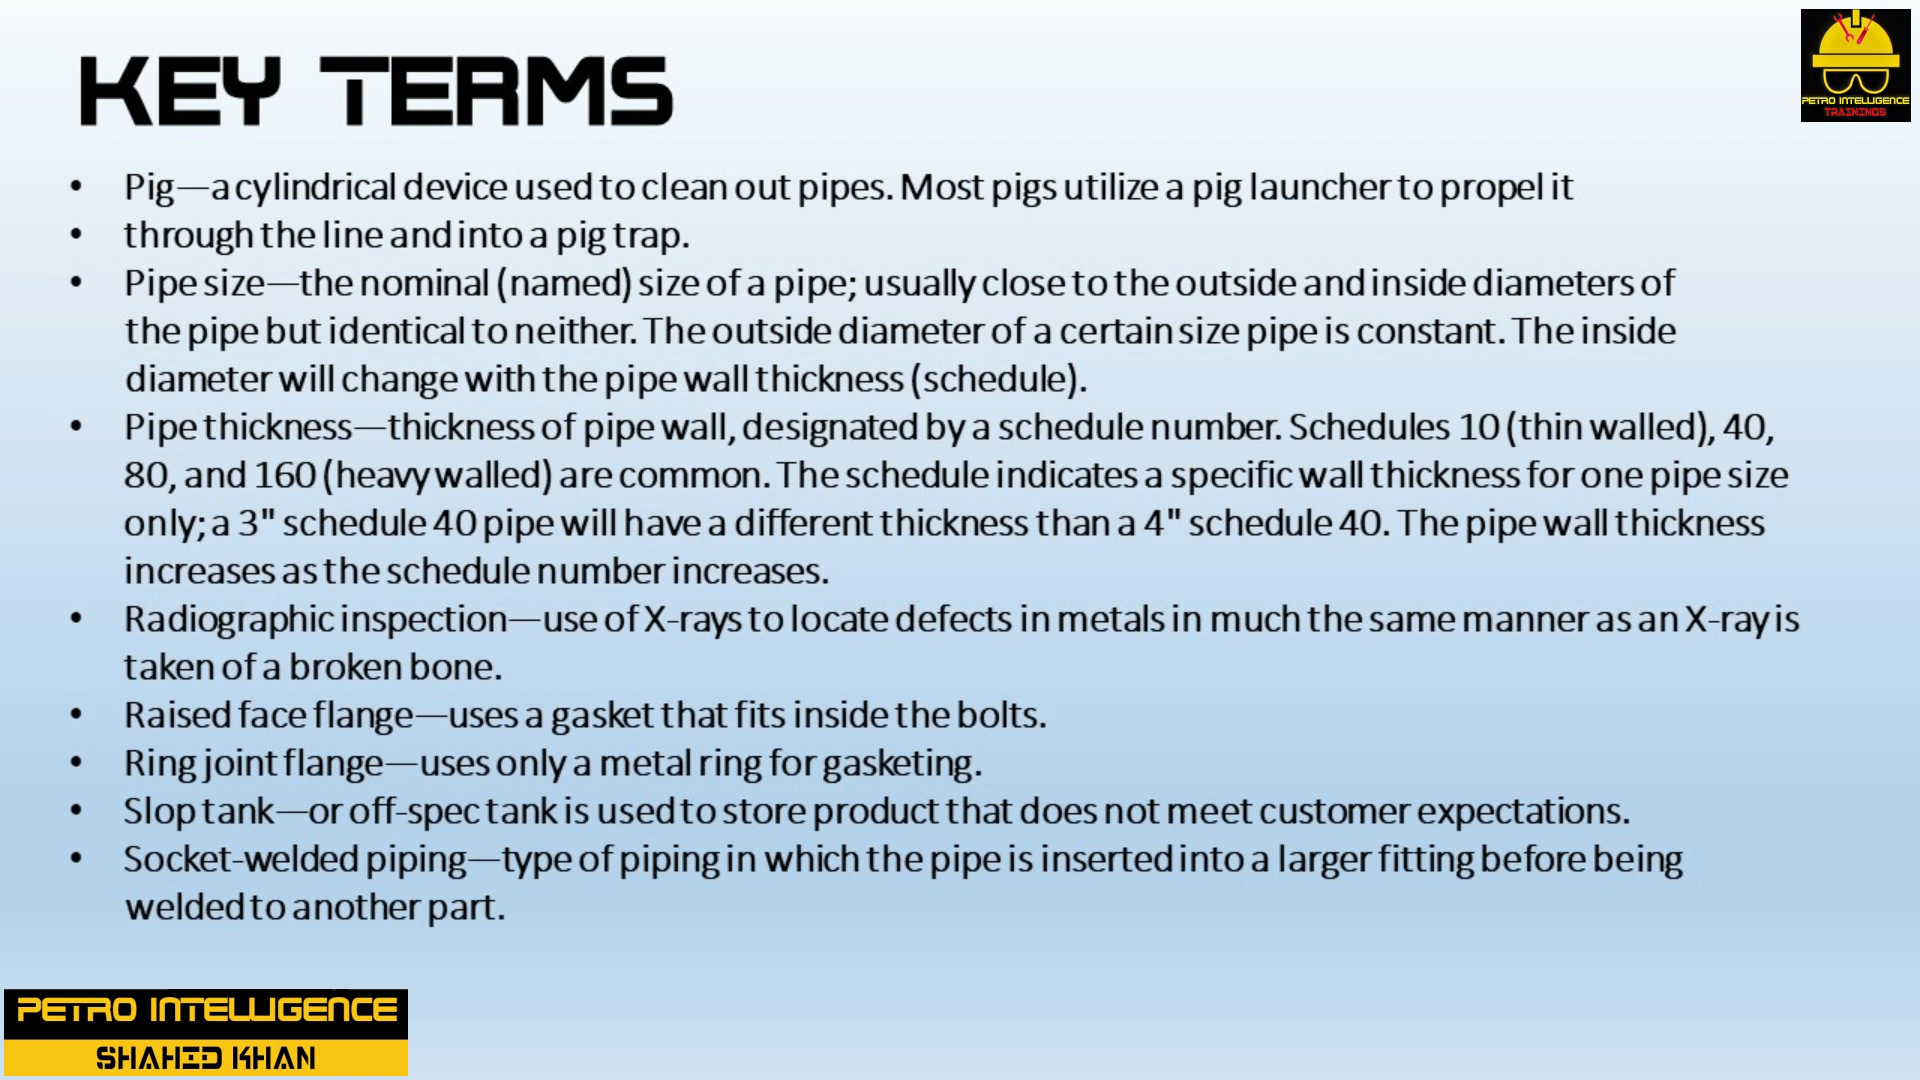 KEY TERMS
PETRO INTELLIGENCE
TRAININGS
• Pig—a cylindrical device used to clean out pipes. Most pigs utilize a pig launcher to propel it
• through the line and into a pig trap.
• Pipe size—the nominal (named) size of a pipe; usually close to the outside and inside diameters of
the pipe but identical to neither. The outside diameter of a certain size pipe is constant. The inside
diameter will change with the pipe wall thickness (schedule).
• Pipe thickness—thickness of pipe wall, designated by a schedule number. Schedules 10 (thin walled), 40,
80, and 160 (heavy walled) are common. The schedule indicates a specific wall thickness for one pipe size
only; a 3" schedule 40 pipe will have a different thickness than a 4" schedule 40. The pipe wall thickness
increases as the schedule number increases.
• Radiographic inspection—use of X-rays to locate defects in metals in much the same manner as an X-ray is
taken of a broken bone.
• Raised face flange—uses a gasket that fits inside the bolts.
• Ring joint flange—uses only a metal ring for gasketing.
• Slop tank—or off-spec tank is used to store product that does not meet customer expectations.
• Socket-welded piping—type of piping in which the pipe is inserted into a larger fitting before being
welded to another part.
PETRO INTELLIGENCE
SHAHID KHAN